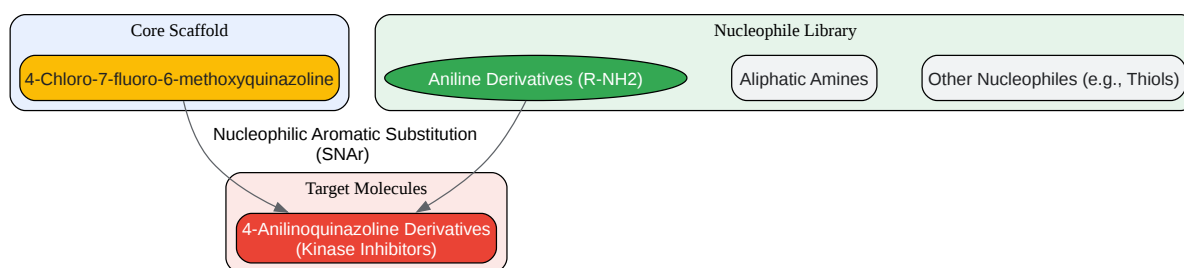 Core Scaffold
Nucleophile Library
4-Chloro-7-fluoro-6-methoxyquinazoline
Aniline Derivatives (R-NH2)
Aliphatic Amines
Other Nucleophiles (e.g., Thiols)
Nucleophilic Aromatic Substitution
(SNAr)
Target Molecules
4-Anilinoquinazoline Derivatives
(Kinase Inhibitors)